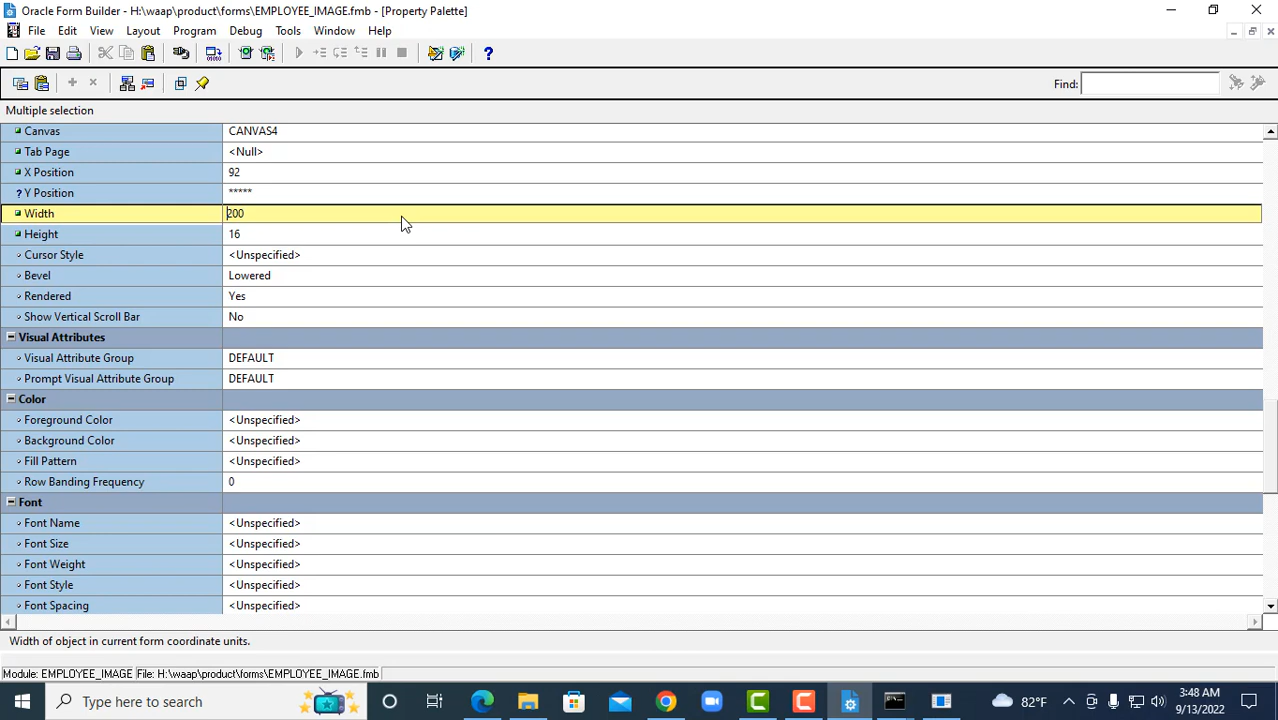 Oracle Form Builder - H:\waap\product\forms\EMPLOYEE_IMAGE.fmb - [Property Palette]
File Edit View Layout Program Debug Tools Window Help
Find:
Multiple selection
Canvas CANVAS4
Tab Page <Null>
X Position 92
? Y Position *****
Width 200
Height 16
Cursor Style <Unspecified>
Bevel Lowered
Rendered Yes
Show Vertical Scroll Bar No
Visual Attributes
Visual Attribute Group DEFAULT
Prompt Visual Attribute Group DEFAULT
Color
Foreground Color <Unspecified>
Background Color <Unspecified>
Fill Pattern <Unspecified>
Row Banding Frequency 0
Font
Font Name <Unspecified>
Font Size <Unspecified>
Font Weight <Unspecified>
Font Style <Unspecified>
Font Spacing <Unspecified>
Width of object in current form coordinate units.
Module: EMPLOYEE_IMAGE File: H:\waap\product\forms\EMPLOYEE_IMAGE.fmb
Type here to search
82°F
3:48 AM
9/13/2022